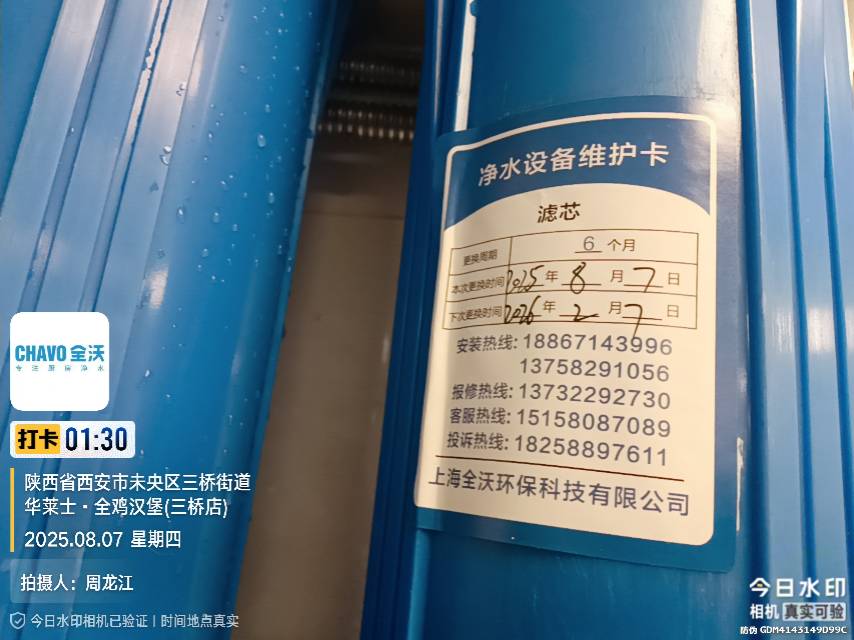 净水设备维护卡
滤芯
更换周期 6 个月
本次更换时间 2025 年 8 月 7 日
下次更换时间 2026 年 2 月 7 日
安装热线: 18867143996
13758291056
报修热线: 13732292730
客服热线: 15158087089
投诉热线: 18258897611
上海全沃环保科技有限公司
CHAVO 全沃
专注厨房净水
打卡 01:30
陕西省西安市未央区三桥街道
华莱士·全鸡汉堡(三桥店)
2025.08.07 星期四
拍摄人: 周龙江
今日水印相机已验证 | 时间地点真实
今日水印
相机 真实可验
防伪 GDM4143149D99C